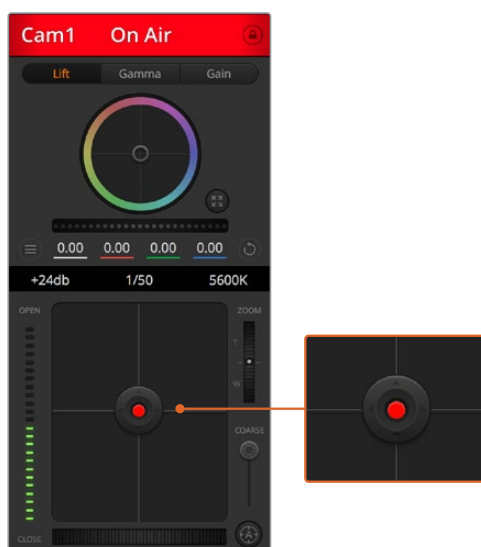 Cam1 On Air
Lift Gamma Gain
0.00 0.00 0.00 0.00
+24db 1/50 5600K
OPEN ZOOM
T
W
COARSE
A
CLOSE